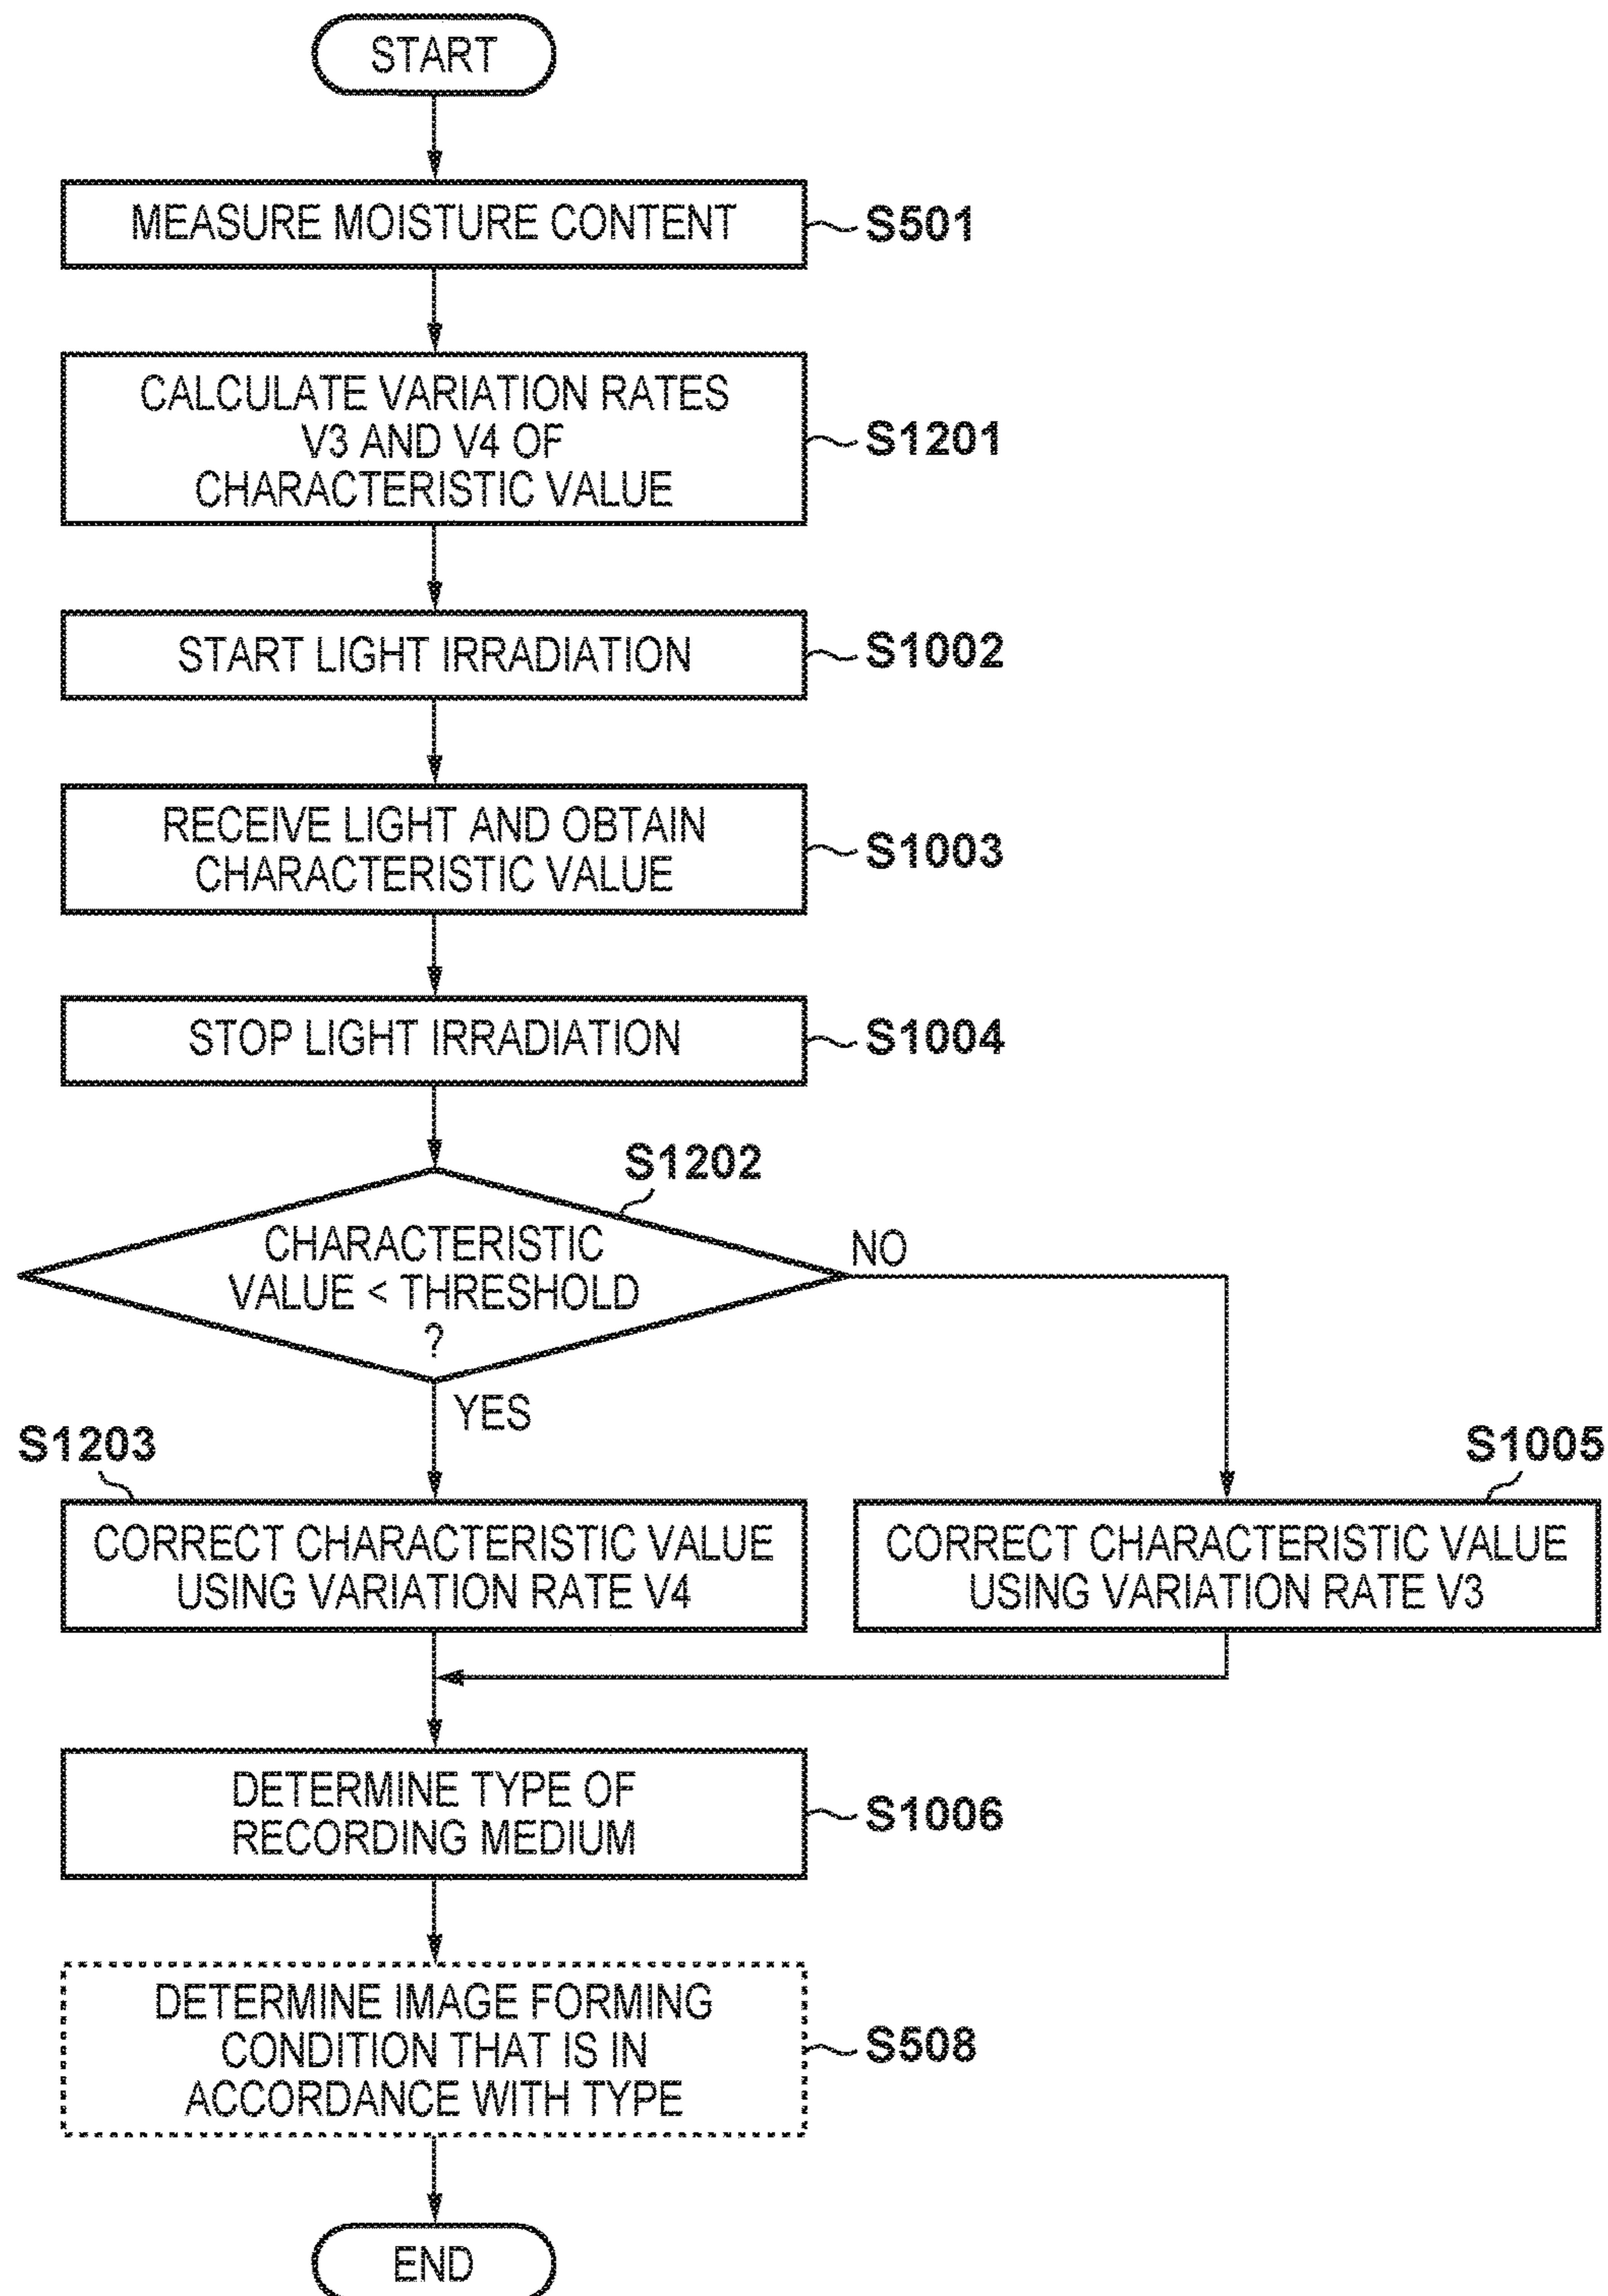 START
MEASURE MOISTURE CONTENT
S501
CALCULATE VARIATION RATES
V3 AND V4 OF
CHARACTERISTIC VALUE
S1201
START LIGHT IRRADIATION
S1002
RECEIVE LIGHT AND OBTAIN
CHARACTERISTIC VALUE
S1003
STOP LIGHT IRRADIATION
S1004
S1202
CHARACTERISTIC
VALUE < THRESHOLD
?
NO
YES
S1203
CORRECT CHARACTERISTIC VALUE
USING VARIATION RATE V4
S1005
CORRECT CHARACTERISTIC VALUE
USING VARIATION RATE V3
DETERMINE TYPE OF
RECORDING MEDIUM
S1006
DETERMINE IMAGE FORMING
CONDITION THAT IS IN
ACCORDANCE WITH TYPE
S508
END